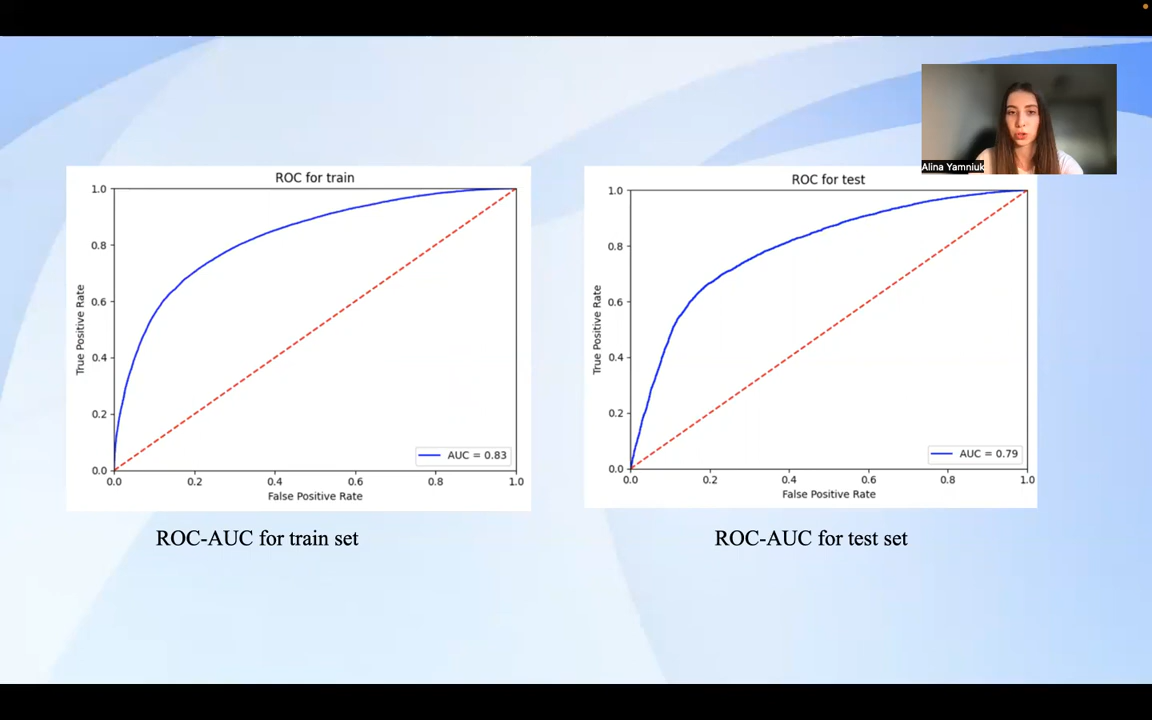 Alina Yamniuk
ROC for train
1.0
0.8
0.6
0.4
0.2
0.0
True Positive Rate
0.0 0.2 0.4 0.6 0.8 1.0
False Positive Rate
AUC = 0.83
ROC-AUC for train set
ROC for test
1.0
0.8
0.6
0.4
0.2
0.0
True Positive Rate
0.0 0.2 0.4 0.6 0.8 1.0
False Positive Rate
AUC = 0.79
ROC-AUC for test set